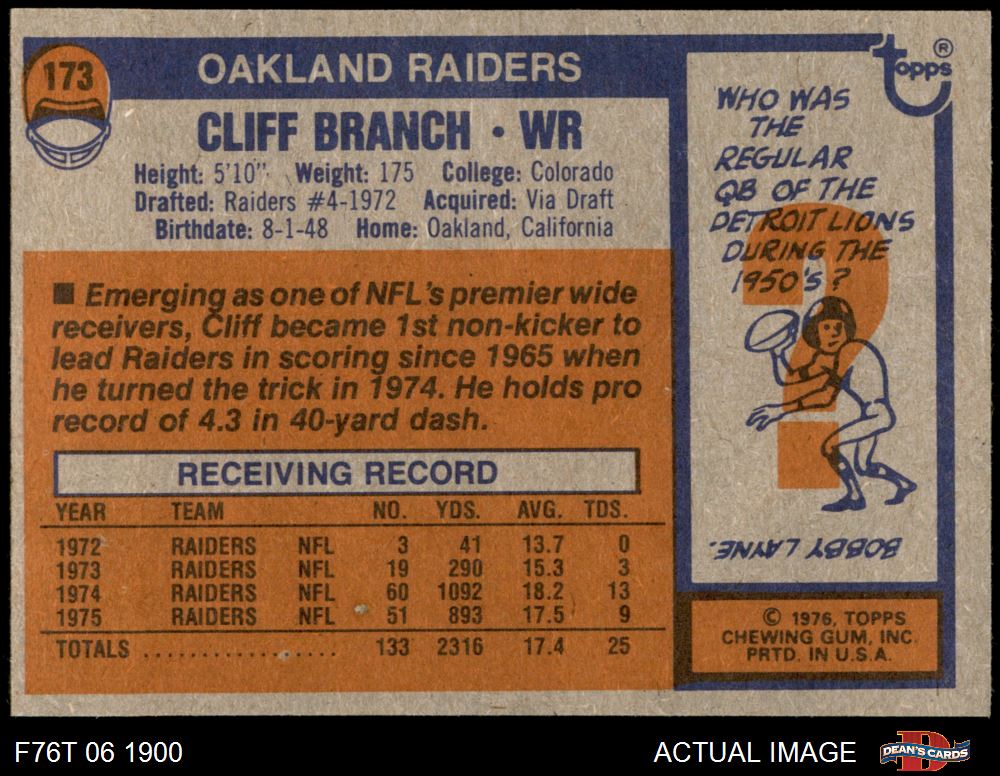 173
OAKLAND RAIDERS
CLIFF BRANCH • WR
Height: 5'10" Weight: 175 College: Colorado
Drafted: Raiders #4-1972 Acquired: Via Draft
Birthdate: 8-1-48 Home: Oakland, California
■ Emerging as one of NFL's premier wide
receivers, Cliff became 1st non-kicker to
lead Raiders in scoring since 1965 when
he turned the trick in 1974. He holds pro
record of 4.3 in 40-yard dash.
RECEIVING RECORD
YEAR TEAM NO. YDS. AVG. TDS.
1972 RAIDERS NFL 3 41 13.7 0
1973 RAIDERS NFL 19 290 15.3 3
1974 RAIDERS NFL 60 1092 18.2 13
1975 RAIDERS NFL 51 893 17.5 9
TOTALS .................. 133 2316 17.4 25
topps ®
WHO WAS
THE
REGULAR
QB OF THE
DETROIT LIONS
DURING THE
1950's?
?
BOBBY LAYNE.
© 1976, TOPPS
CHEWING GUM, INC.
PRTD. IN U.S.A.
F76T 06 1900
ACTUAL IMAGE
D
DEAN'S CARDS